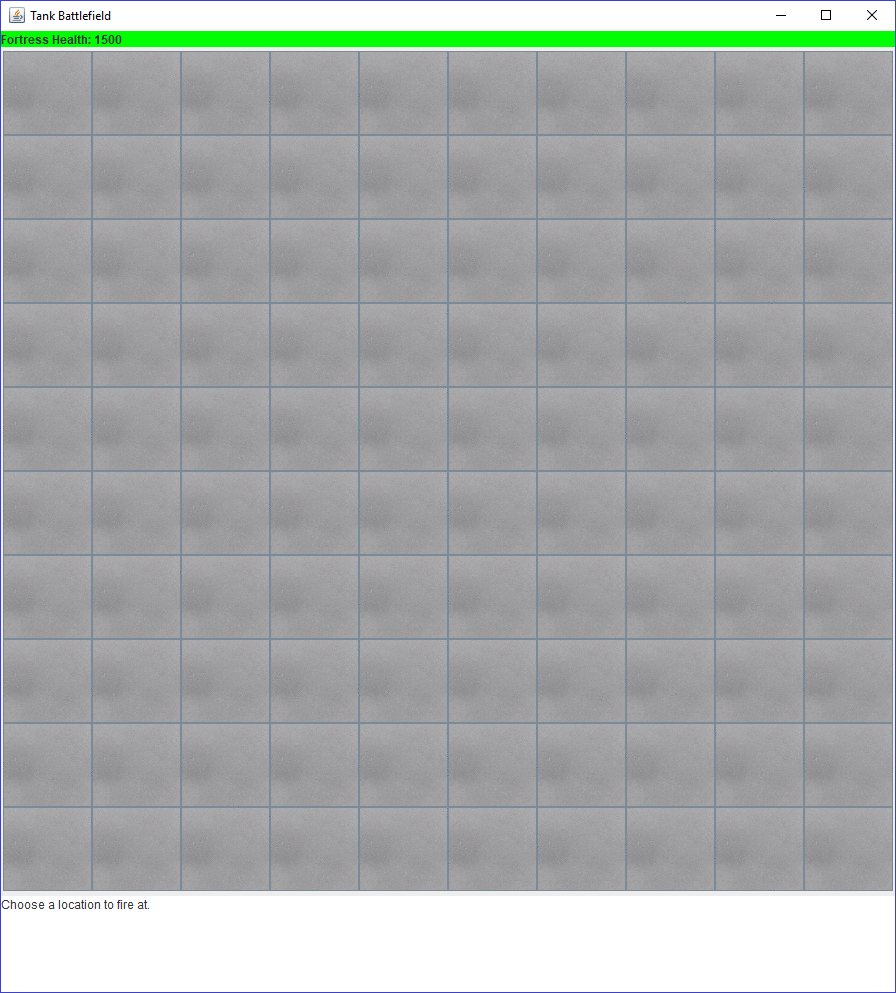 Tank Battlefield
Fortress Health: 1500
Choose a location to fire at.